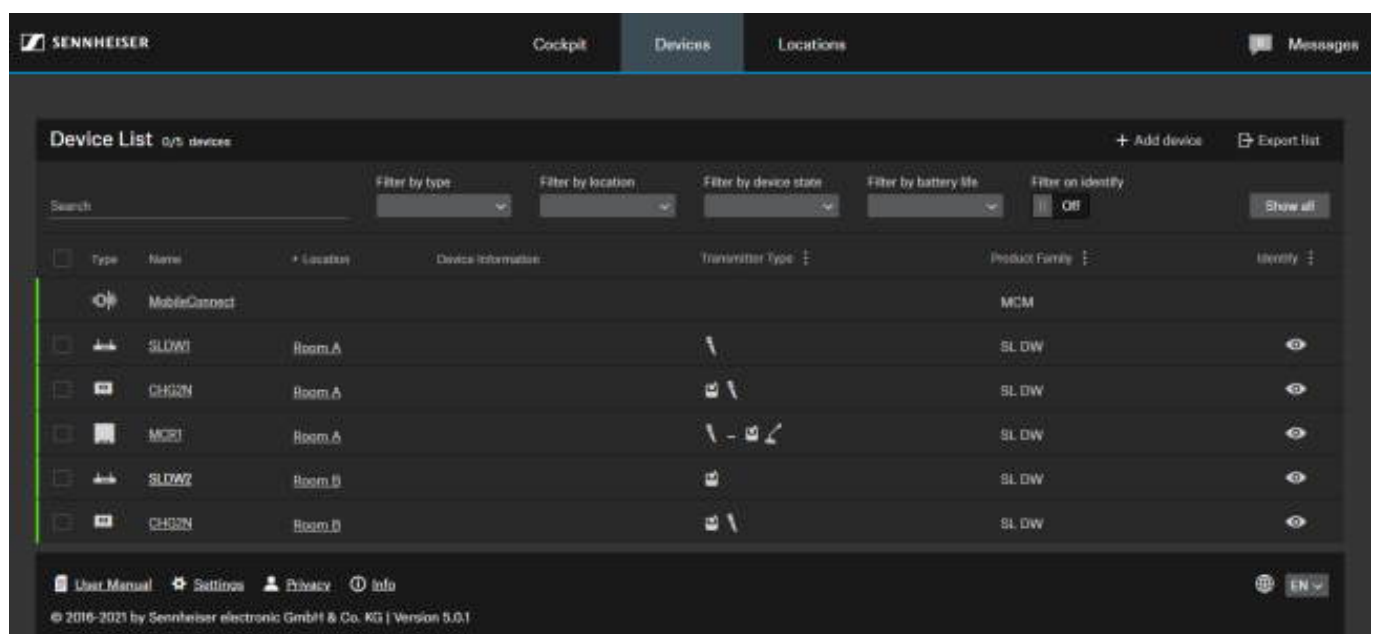 SENNHEISER Cockpit Devices Locations Messages
Device List 0/5 devices + Add device Export list
Filter by type Filter by location Filter by device state Filter by battery life Filter on identify
Search Off Show all
Type Name Location Device Information Transmitter Type Product Family Identify
MobileConnect MCM
SLDW1 Room A SL DW
CHG2N Room A SL DW
MCR1 Room A SL DW
SLDW2 Room B SL DW
CHG2N Room B SL DW
User Manual Settings Privacy Info EN
© 2016-2021 by Sennheiser electronic GmbH & Co. KG | Version 5.0.1